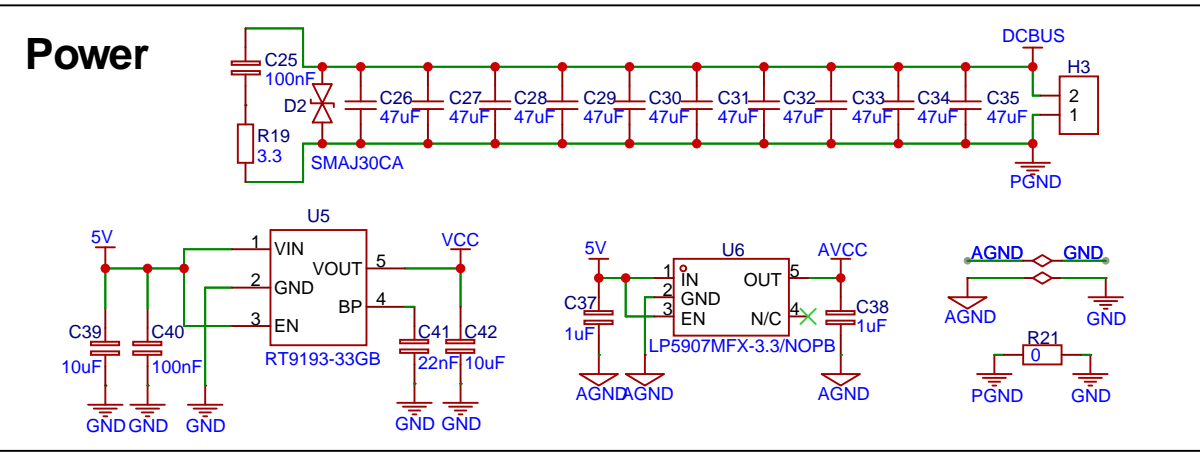 Power
DCBUS
C25
100nF
D2
C26
47uF
C27
47uF
C28
47uF
C29
47uF
C30
47uF
C31
47uF
C32
47uF
C33
47uF
C34
47uF
C35
47uF
H3
2
1
R19
3.3
SMAJ30CA
PGND
U5
5V
1
VIN
VOUT
5
VCC
2
GND
BP
4
3
EN
C39
10uF
C40
100nF
RT9193-33GB
C41
22nF
C42
10uF
GND
GND
GND
GND
GND
U6
5V
1
IN
OUT
5
AVCC
2
GND
3
EN
N/C
4
C37
1uF
C38
1uF
LP5907MFX-3.3/NOPB
AGND
AGND
AGND
AGND
GND
AGND
GND
R21
0
PGND
GND